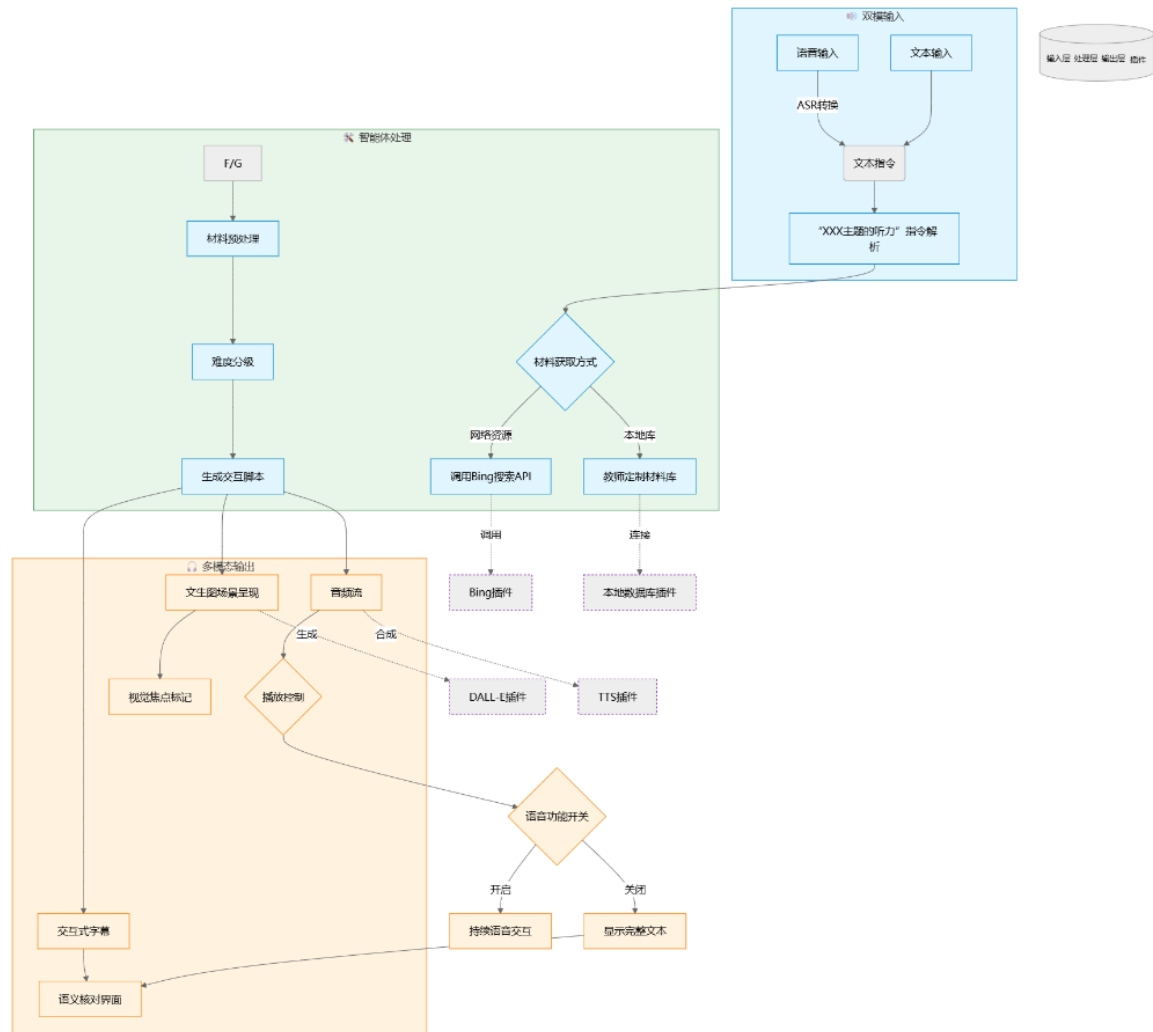 双模输入
语音输入
文本输入
输入层 处理层 输出层 插件
ASR转换
文本指令
“XXX主题的听力”指令解
析
智能体处理
F/G
材料预处理
难度分级
生成交互脚本
材料获取方式
网络资源
本地库
调用Bing搜索API
教师定制材料库
调用
连接
Bing插件
本地数据库插件
多模态输出
文生图场景呈现
音频流
生成
合成
视觉焦点标记
播放控制
DALL-E插件
TTS插件
语音功能开关
开启
关闭
交互式字幕
持续语音交互
显示完整文本
语义核对界面